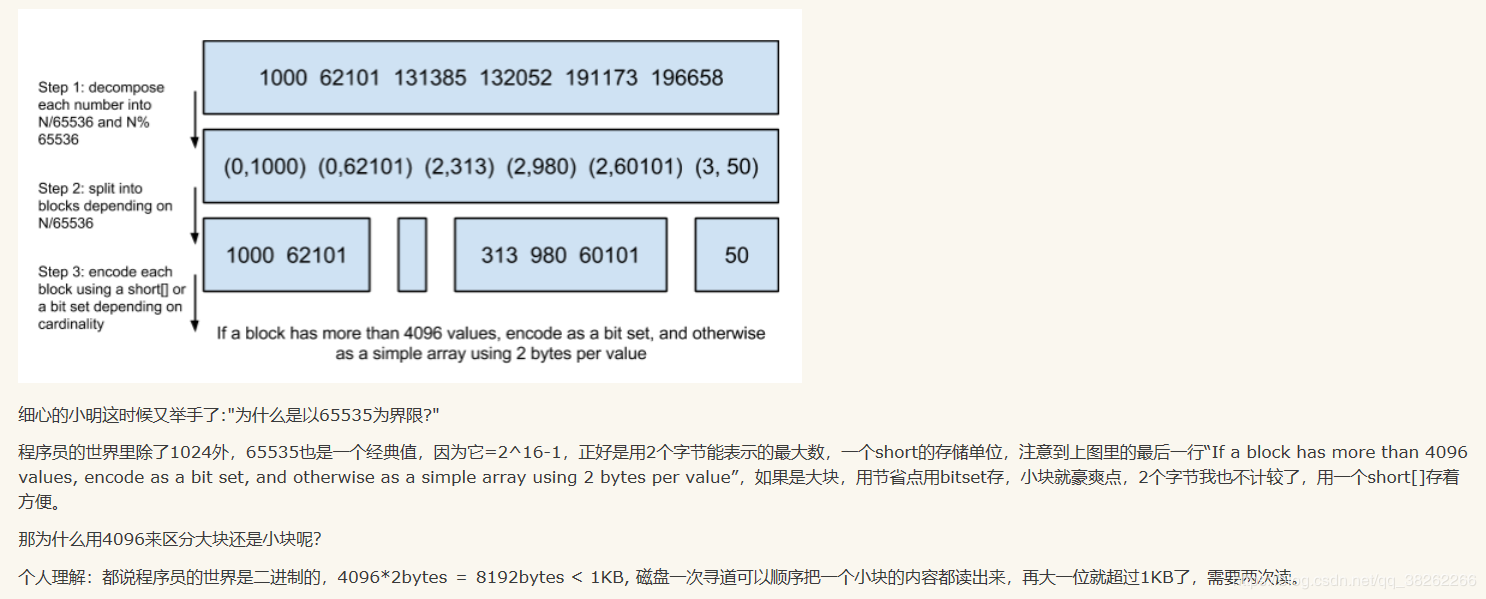 1000 62101 131385 132052 191173 196658
Step 1: decompose
each number into
N/65536 and N%
65536
(0,1000) (0,62101) (2,313) (2,980) (2,60101) (3, 50)
Step 2: split into
blocks depending on
N/65536
1000 62101
313 980 60101
50
Step 3: encode each
block using a short[] or
a bit set depending on
cardinality
If a block has more than 4096 values, encode as a bit set, and otherwise
as a simple array using 2 bytes per value
细心的小明这时候又举手了:"为什么是以65535为界限?"
程序员的世界里除了1024外，65535也是一个经典值，因为它=2^16-1，正好是用2个字节能表示的最大数，一个short的存储单位，注意到上图里的最后一行“If a block has more than 4096
values, encode as a bit set, and otherwise as a simple array using 2 bytes per value”，如果是大块，用节省点用bitset存，小块就豪爽点，2个字节我也不计较了，用一个short[]存着
方便。
那为什么用4096来区分大块还是小块呢？
个人理解：都说程序员的世界是二进制的，4096*2bytes = 8192bytes < 1KB, 磁盘一次寻道可以顺序把一个小块的内容都读出来，再大一位就超过1KB了，需要两次读。
blog.csdn.net/qq_38262266